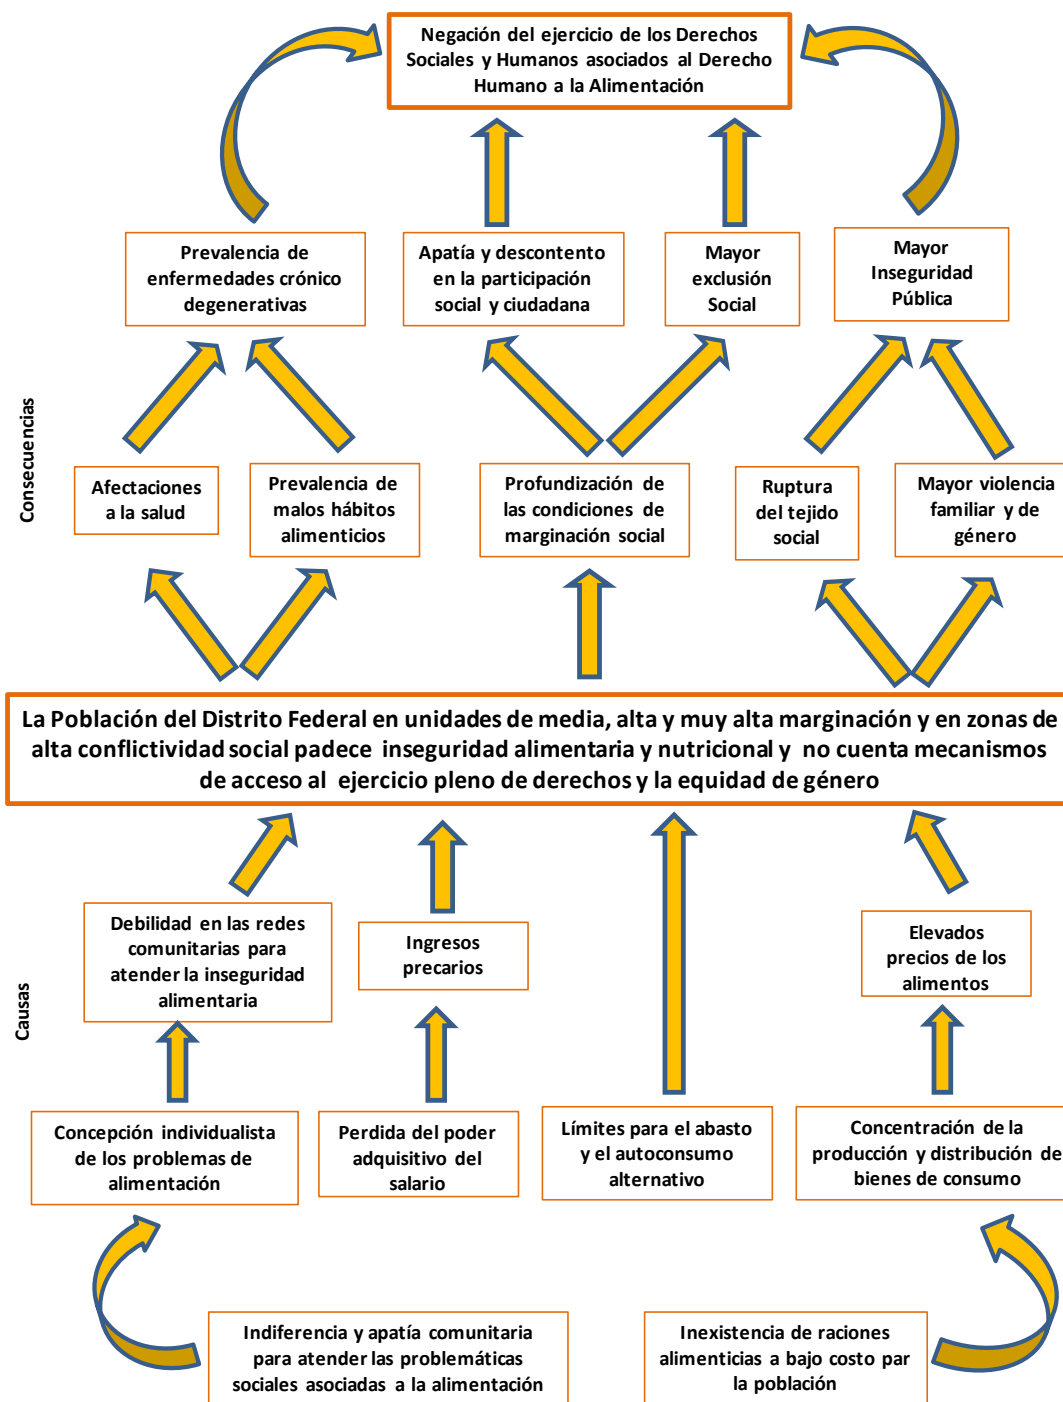 Negación del ejercicio de los Derechos
Sociales y Humanos asociados al Derecho
Humano a la Alimentación
Prevalencia de
enfermedades crónico
degenerativas
Apatía y descontento
en la participación
social y ciudadana
Mayor
exclusión
Social
Mayor
Inseguridad
Pública
Consecuencias
Afectaciones
a la salud
Prevalencia de
malos hábitos
alimenticios
Profundización de
las condiciones de
marginación social
Ruptura
del tejido
social
Mayor violencia
familiar y de
género
La Población del Distrito Federal en unidades de media, alta y muy alta marginación y en zonas de
alta conflictividad social padece inseguridad alimentaria y nutricional y no cuenta mecanismos
de acceso al ejercicio pleno de derechos y la equidad de género
Causas
Debilidad en las redes
comunitarias para
atender la inseguridad
alimentaria
Ingresos
precarios
Elevados
precios de los
alimentos
Concepción individualista
de los problemas de
alimentación
Perdida del poder
adquisitivo del
salario
Límites para el abasto
y el autoconsumo
alternativo
Concentración de la
producción y distribución de
bienes de consumo
Indiferencia y apatía comunitaria
para atender las problemáticas
sociales asociadas a la alimentación
Inexistencia de raciones
alimenticias a bajo costo par
la población